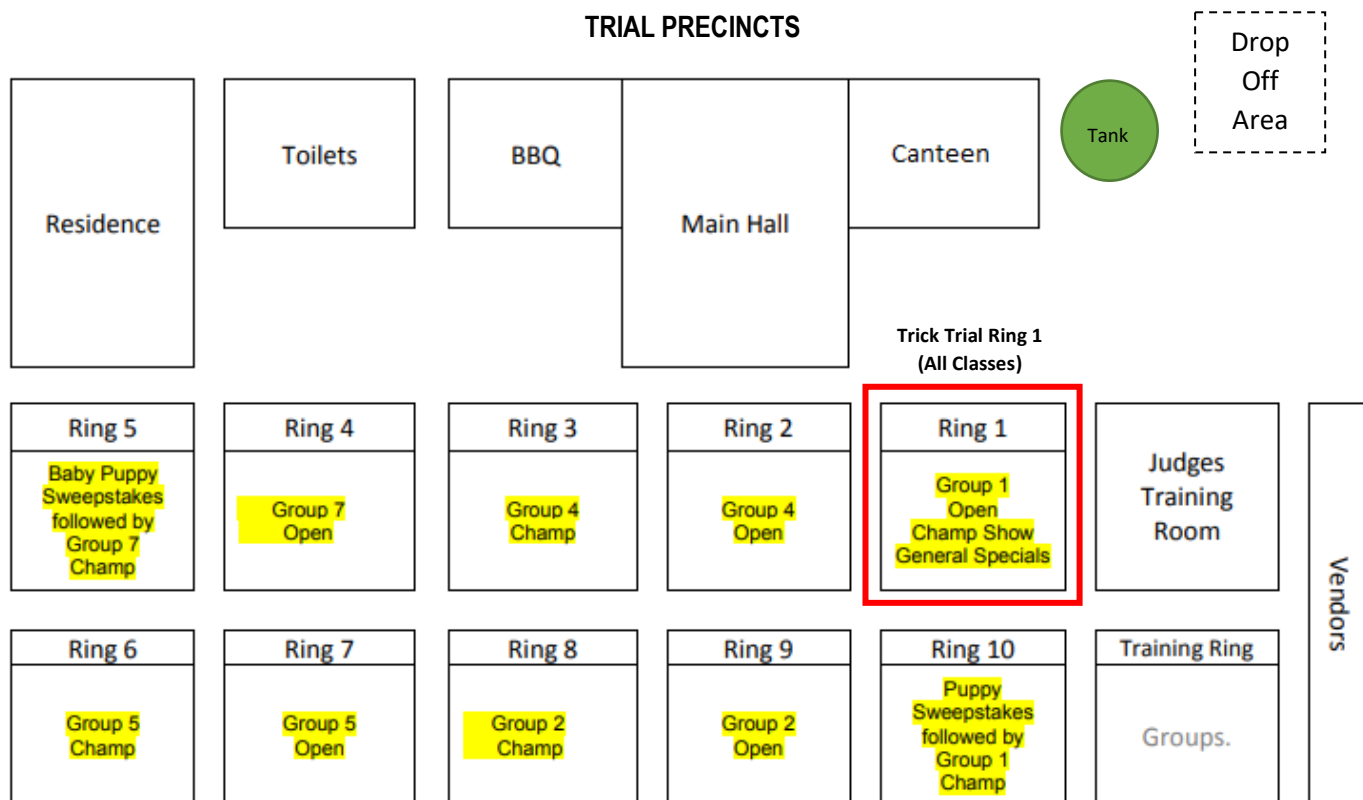 TRIAL PRECINCTS
Drop
Off
Area
Residence
Toilets
BBQ
Main Hall
Canteen
Tank
Trick Trial Ring 1
(All Classes)
Ring 5
Baby Puppy
Sweepstakes
followed by
Group 7
Champ
Ring 4
Group 7
Open
Ring 3
Group 4
Champ
Ring 2
Group 4
Open
Ring 1
Group 1
Open
Champ Show
General Specials
Judges
Training
Room
Vendors
Ring 6
Group 5
Champ
Ring 7
Group 5
Open
Ring 8
Group 2
Champ
Ring 9
Group 2
Open
Ring 10
Puppy
Sweepstakes
followed by
Group 1
Champ
Training Ring
Groups.